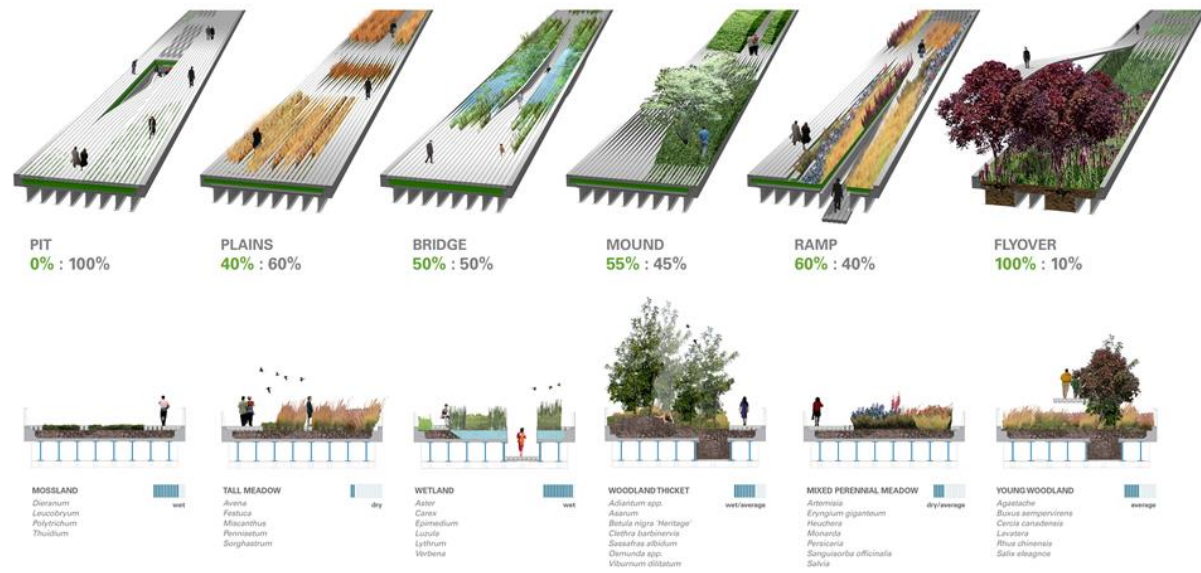 PIT
0% : 100%
PLAINS
40% : 60%
BRIDGE
50% : 50%
MOUND
55% : 45%
RAMP
60% : 40%
FLYOVER
100% : 10%
MOSSLAND
wet
Dieranum
Leucobryum
Polytrichum
Thuidium
TALL MEADOW
dry
Avena
Festuca
Miscanthus
Pennisetum
Sorghastrum
WETLAND
wet
Aster
Carex
Epimedium
Luzula
Lythrum
Verbena
WOODLAND THICKET
wet/average
Adiantum spp.
Asarum
Betula nigra 'Heritage'
Clethra barbinervis
Sassafras albidum
Osmunda spp.
Viburnum dilitatum
MIXED PERENNIAL MEADOW
dry/average
Artemisia
Eryngium giganteum
Heuchera
Monarda
Persicaria
Sanguisorba officinalis
Salvia
YOUNG WOODLAND
average
Agastache
Buxus sempervirens
Cercis canadensis
Lavatera
Rhus chinensis
Salix eleagnos